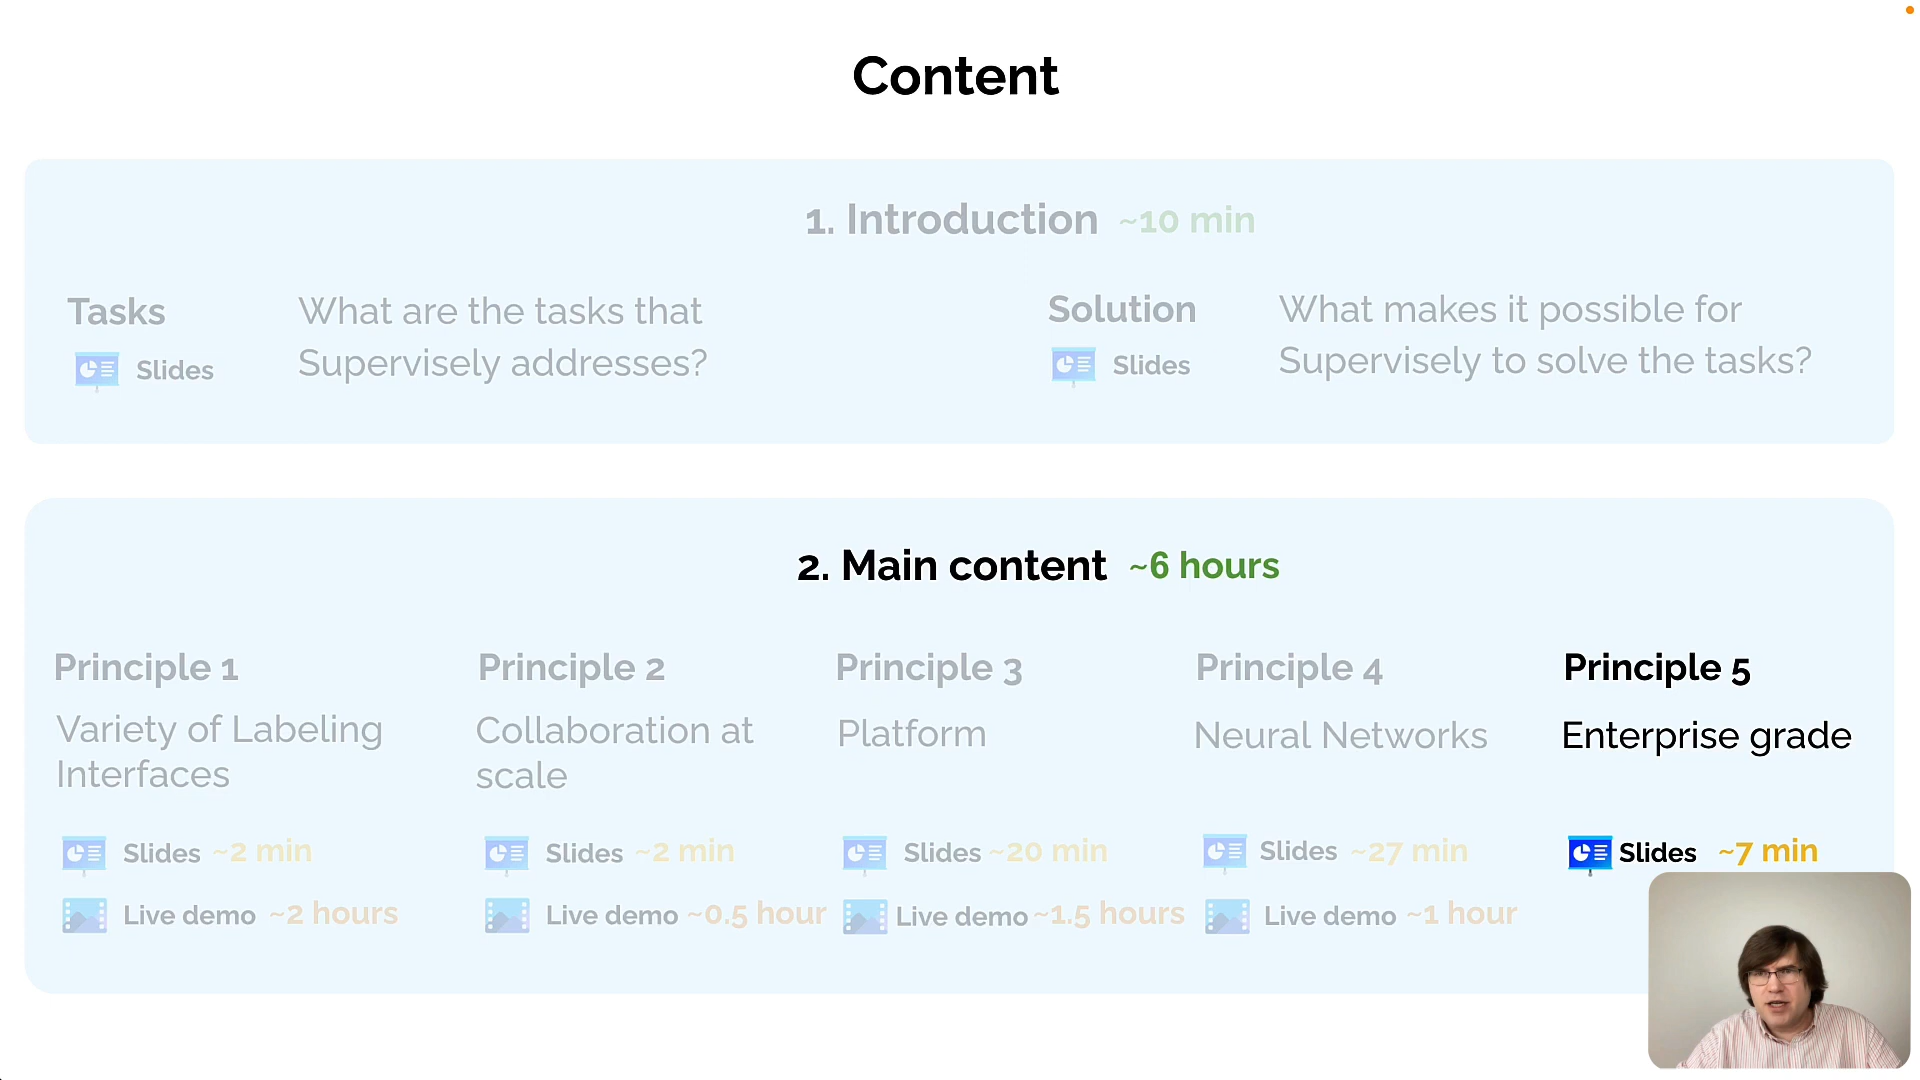 Content
1. Introduction ~10 min
Tasks
What are the tasks that
Supervisely addresses?
Slides
Solution
What makes it possible for
Supervisely to solve the tasks?
Slides
2. Main content ~6 hours
Principle 1
Variety of Labeling
Interfaces
Slides ~2 min
Live demo ~2 hours
Principle 2
Collaboration at
scale
Slides ~2 min
Live demo ~0.5 hour
Principle 3
Platform
Slides ~20 min
Live demo ~1.5 hours
Principle 4
Neural Networks
Slides ~27 min
Live demo ~1 hour
Principle 5
Enterprise grade
Slides ~7 min